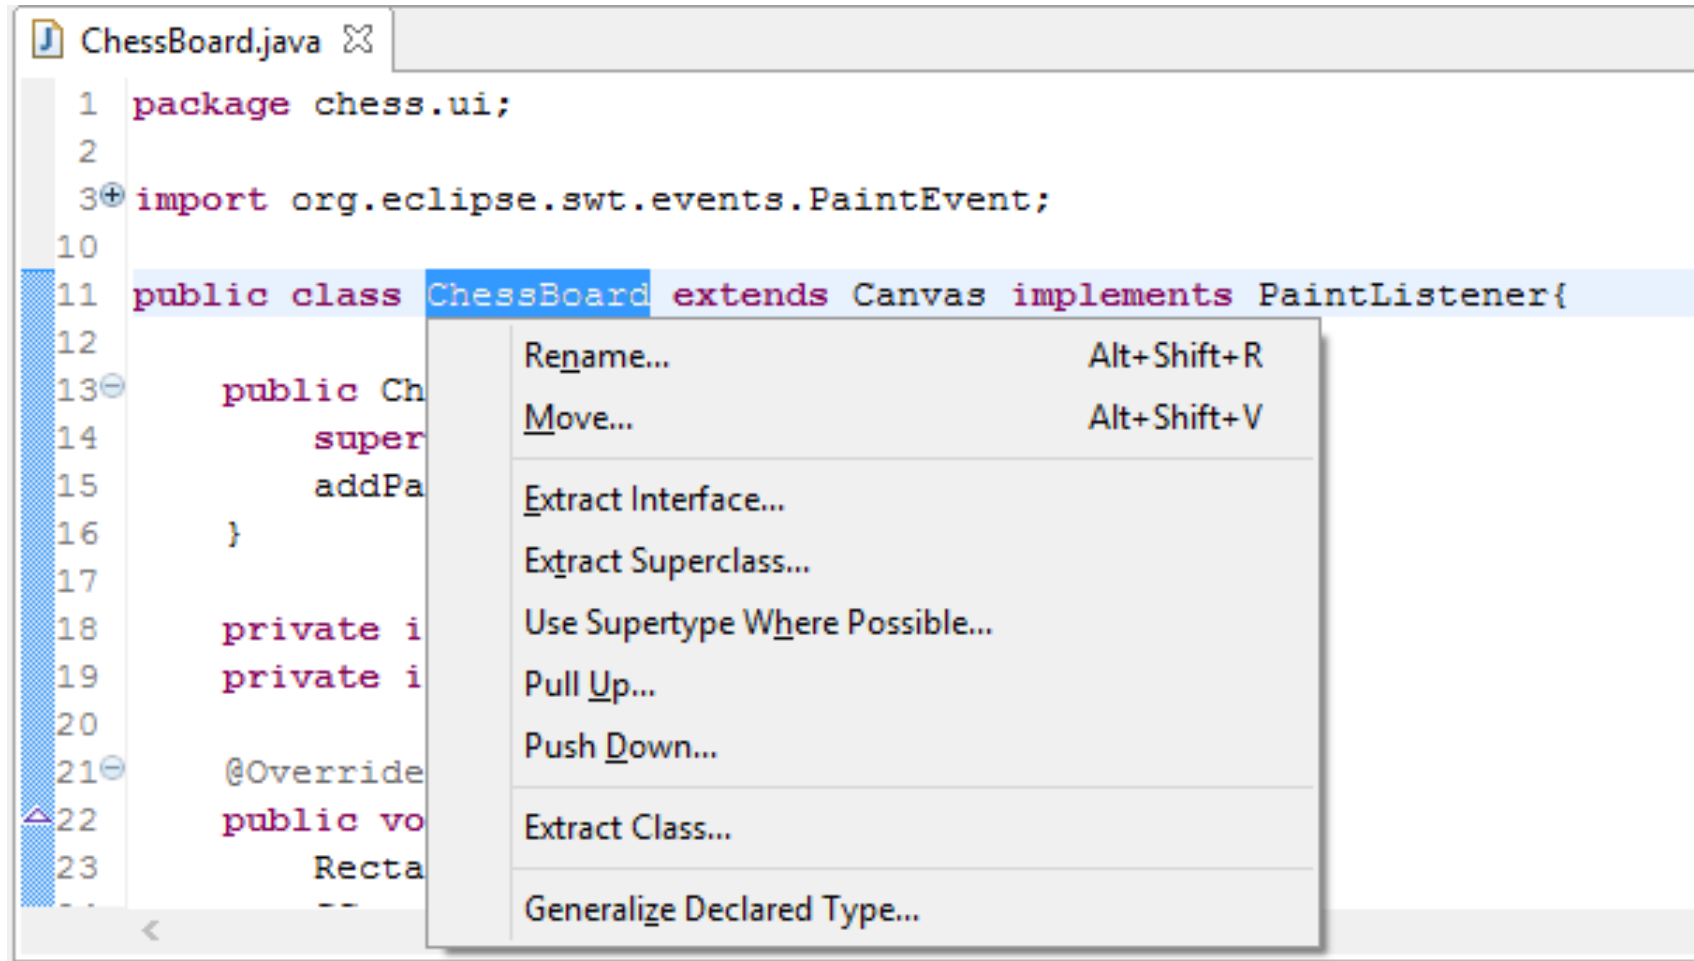 ChessBoard.java
1 package chess.ui;
2
3 import org.eclipse.swt.events.PaintEvent;
10
11 public class ChessBoard extends Canvas implements PaintListener{
12
13 public Ch
14 super
15 addPa
16 }
17
18 private i
19 private i
20
21 @Override
22 public vo
23 Recta
Rename... Alt+Shift+R
Move... Alt+Shift+V
Extract Interface...
Extract Superclass...
Use Supertype Where Possible...
Pull Up...
Push Down...
Extract Class...
Generalize Declared Type...